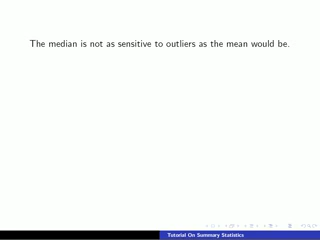 The median is not as sensitive to outliers as the mean would be.
Tutorial On Summary Statistics